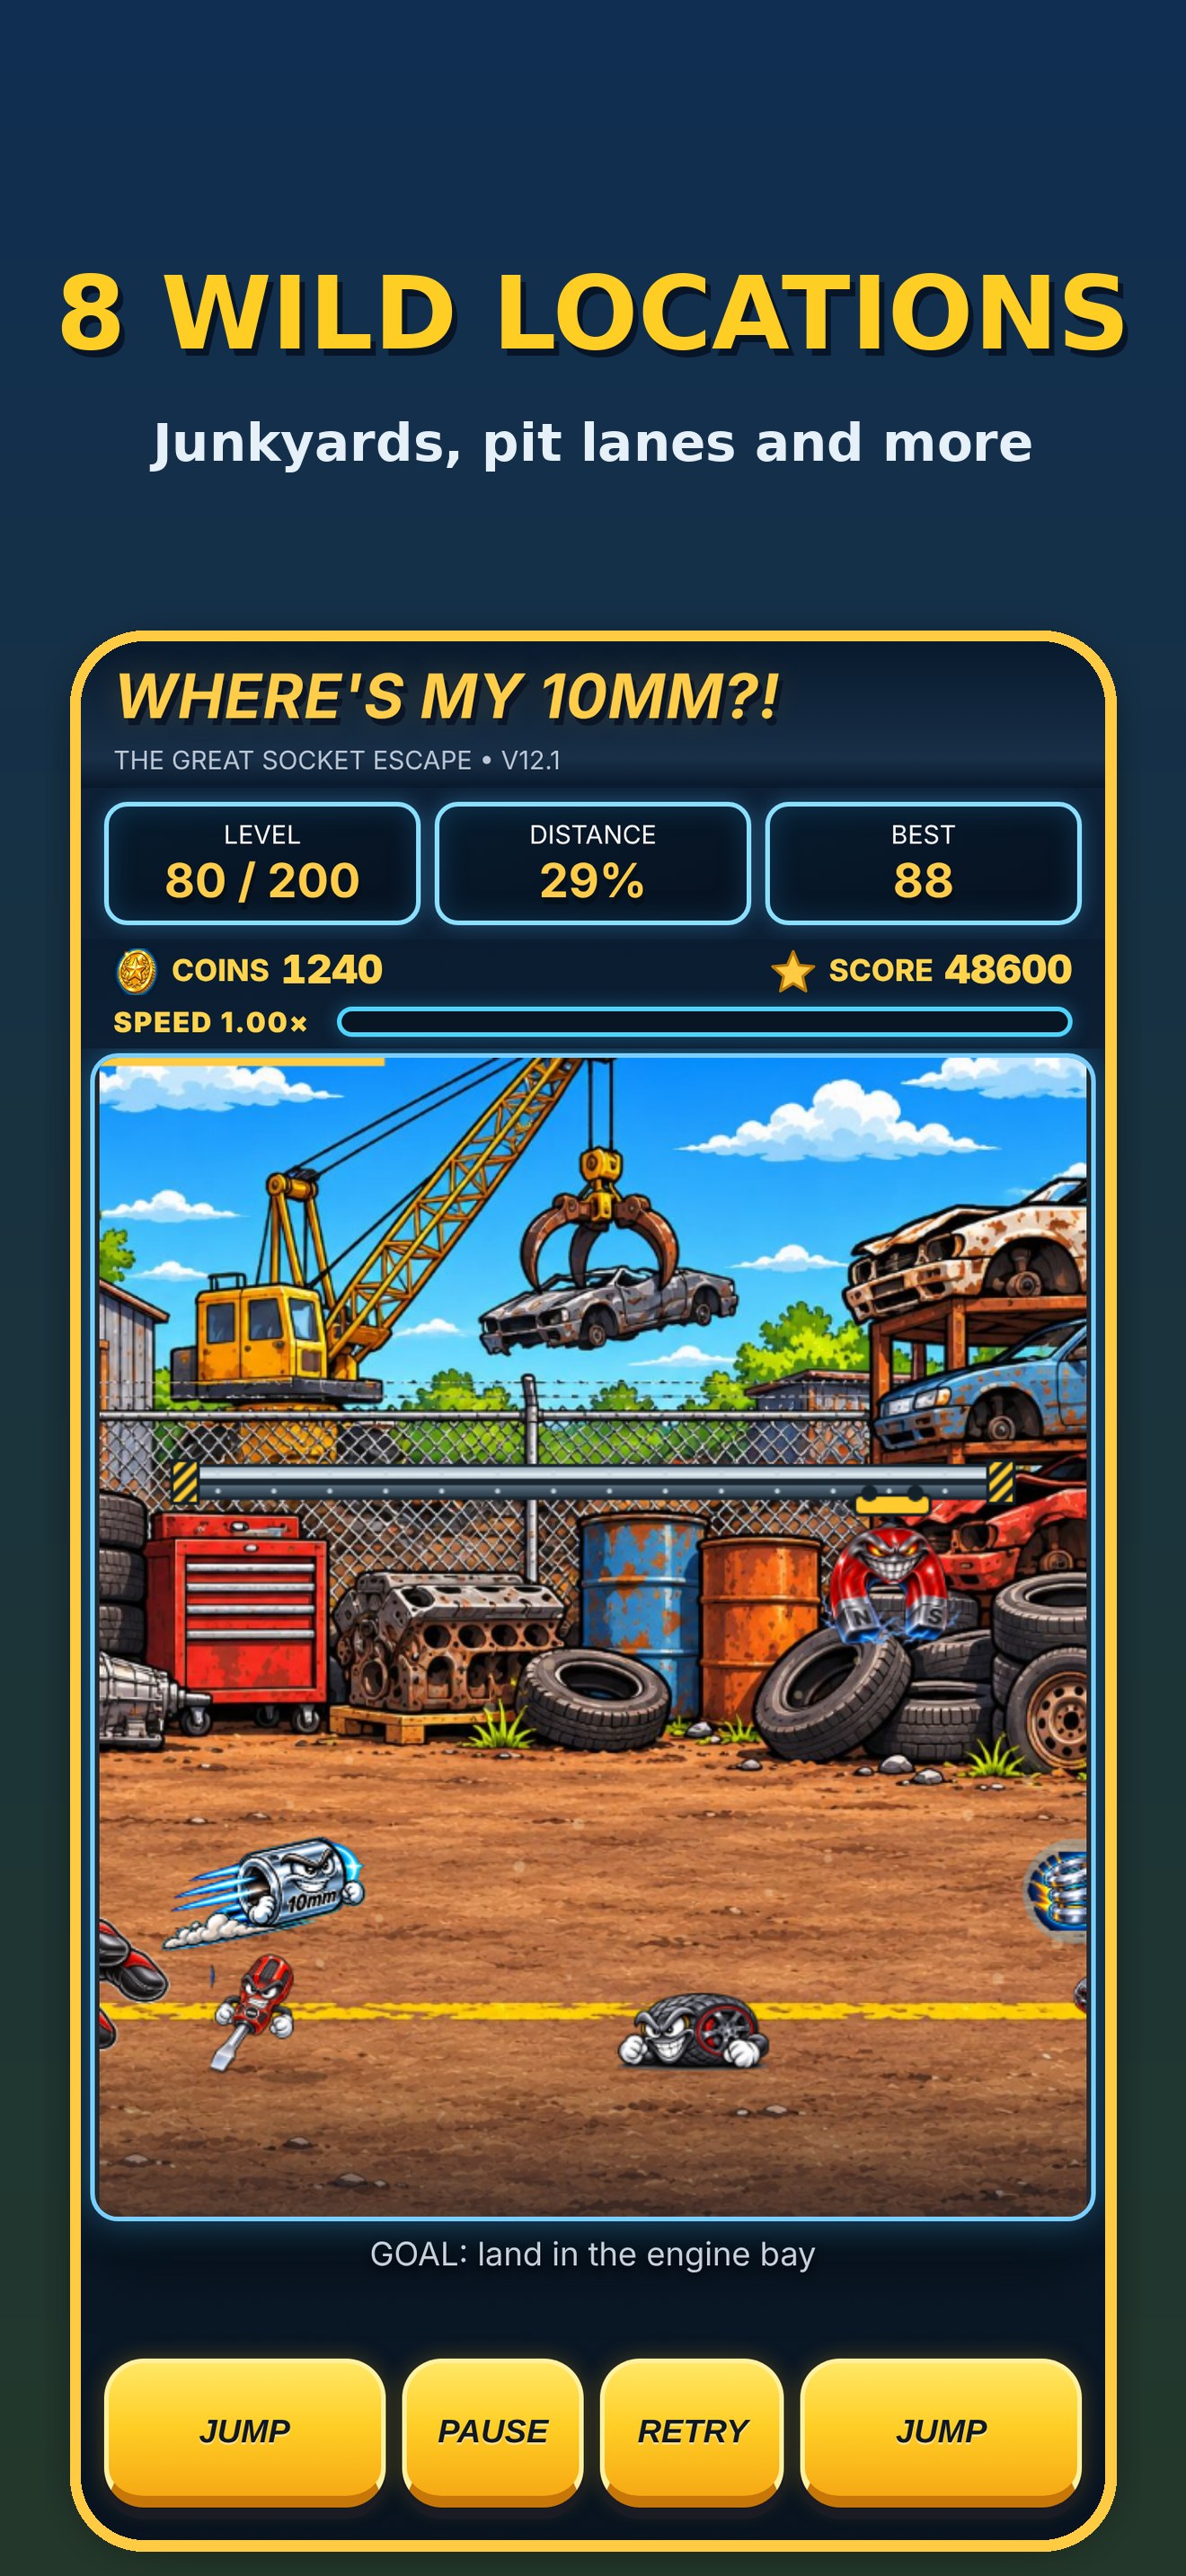 8 WILD LOCATIONS
Junkyards, pit lanes and more
WHERE'S MY 10MM?!
THE GREAT SOCKET ESCAPE • V12.1
LEVEL
80 / 200
DISTANCE
29%
BEST
88
COINS 1240
SCORE 48600
SPEED 1.00×
N S
10mm
GOAL: land in the engine bay
JUMP
PAUSE
RETRY
JUMP